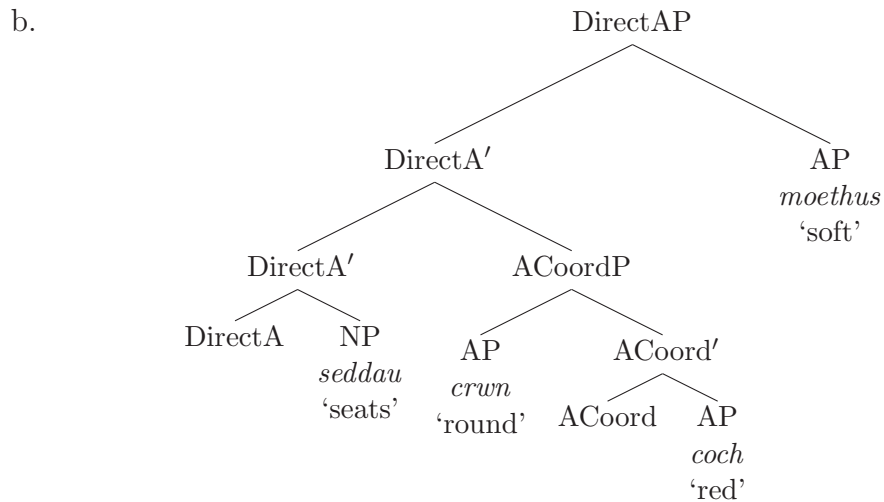 b. DirectAP
DirectA′ AP
moethus
‘soft’
DirectA′ ACoordP
DirectA NP AP ACoord′
seddau crwn
‘seats’ ‘round’ ACoord AP
coch
‘red’